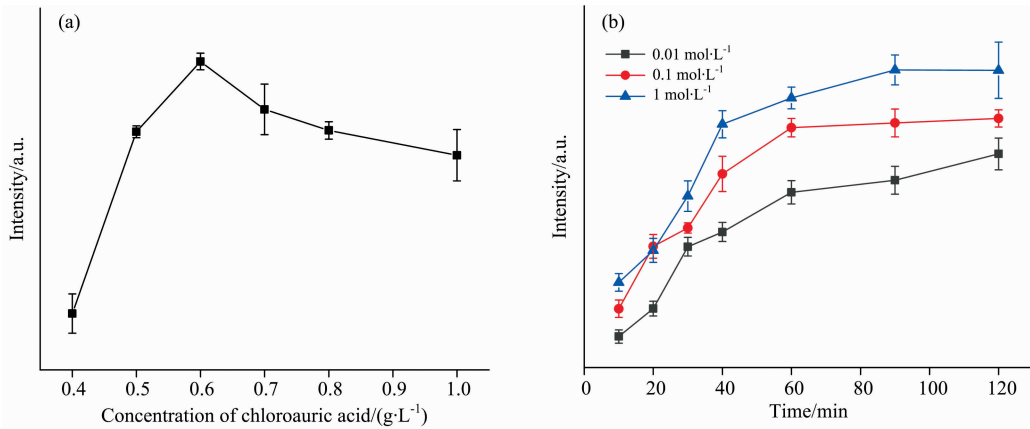 (a)
Intensity/a.u.
0.4 0.5 0.6 0.7 0.8 0.9 1.0
Concentration of chloroauric acid/(g·L⁻¹)
(b)
0.01 mol·L⁻¹
0.1 mol·L⁻¹
1 mol·L⁻¹
Intensity/a.u.
0 20 40 60 80 100 120
Time/min